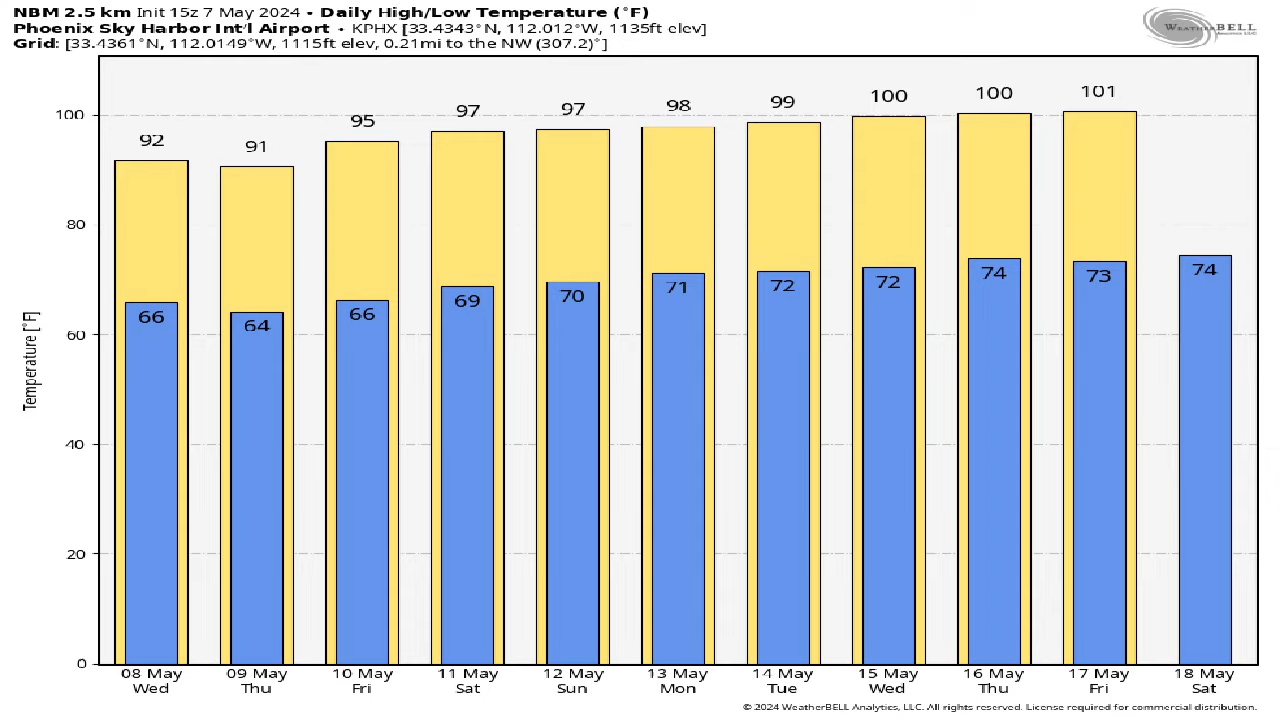 NBM 2.5 km Init 15z 7 May 2024 • Daily High/Low Temperature (°F)
Phoenix Sky Harbor Int'l Airport • KPHX [33.4343°N, 112.012°W, 1135ft elev]
Grid: [33.4361°N, 112.0149°W, 1115ft elev, 0.21mi to the NW (307.2)°]
WEATHERBELL
Temperature [°F]
100
80
60
40
20
0
92 91 95 97 97 98 99 100 100 101
66 64 66 69 70 71 72 72 74 73 74
08 May 09 May 10 May 11 May 12 May 13 May 14 May 15 May 16 May 17 May 18 May
Wed Thu Fri Sat Sun Mon Tue Wed Thu Fri Sat
© 2024 WeatherBELL Analytics, LLC. All rights reserved. License required for commercial distribution.